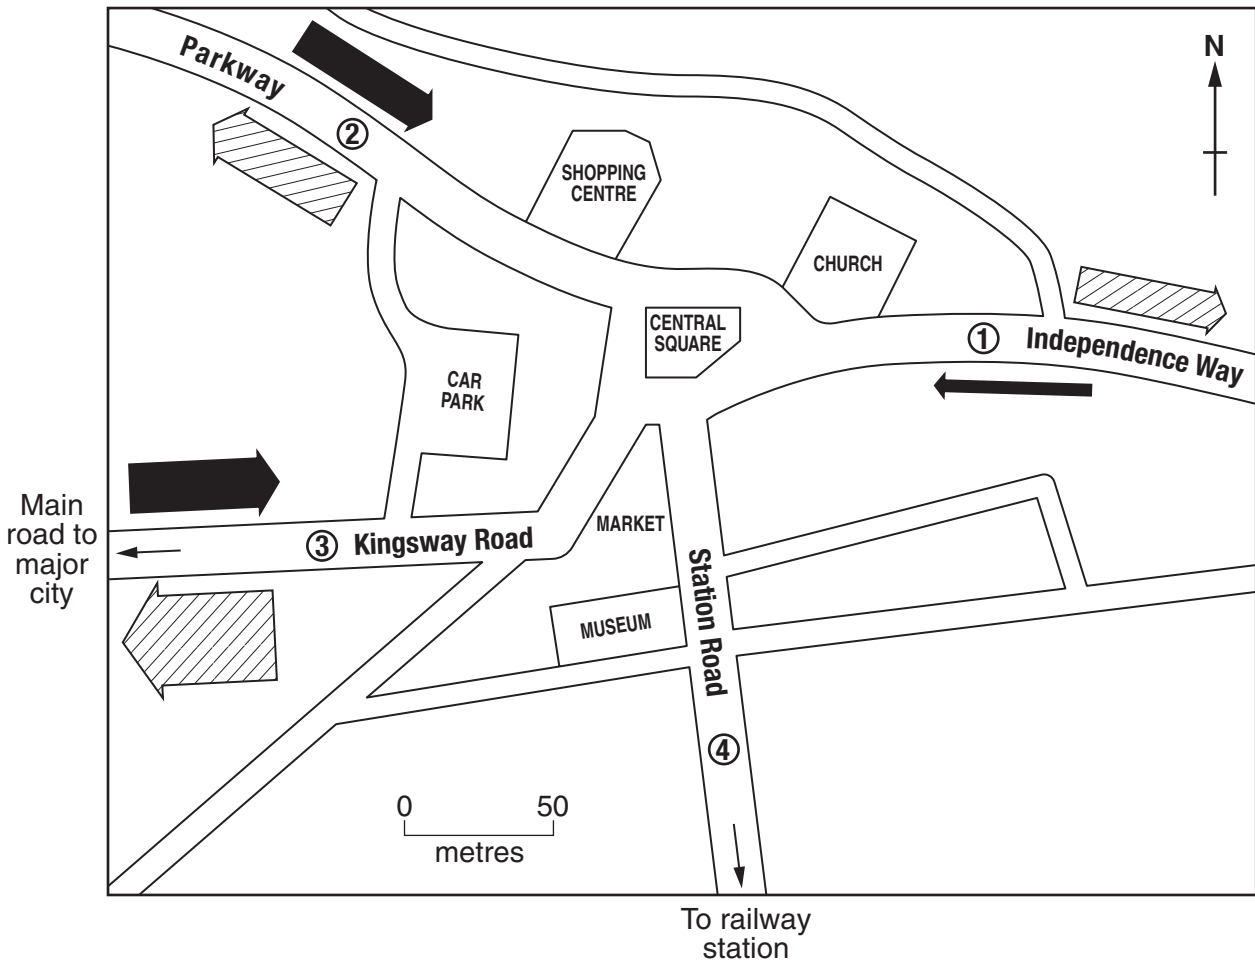 Parkway
N
②
SHOPPING
CENTRE
CHURCH
CENTRAL
SQUARE
① Independence Way
CAR
PARK
Main
road to
major
city
MARKET
③ Kingsway Road
Station Road
MUSEUM
④
0 50
metres
To railway
station